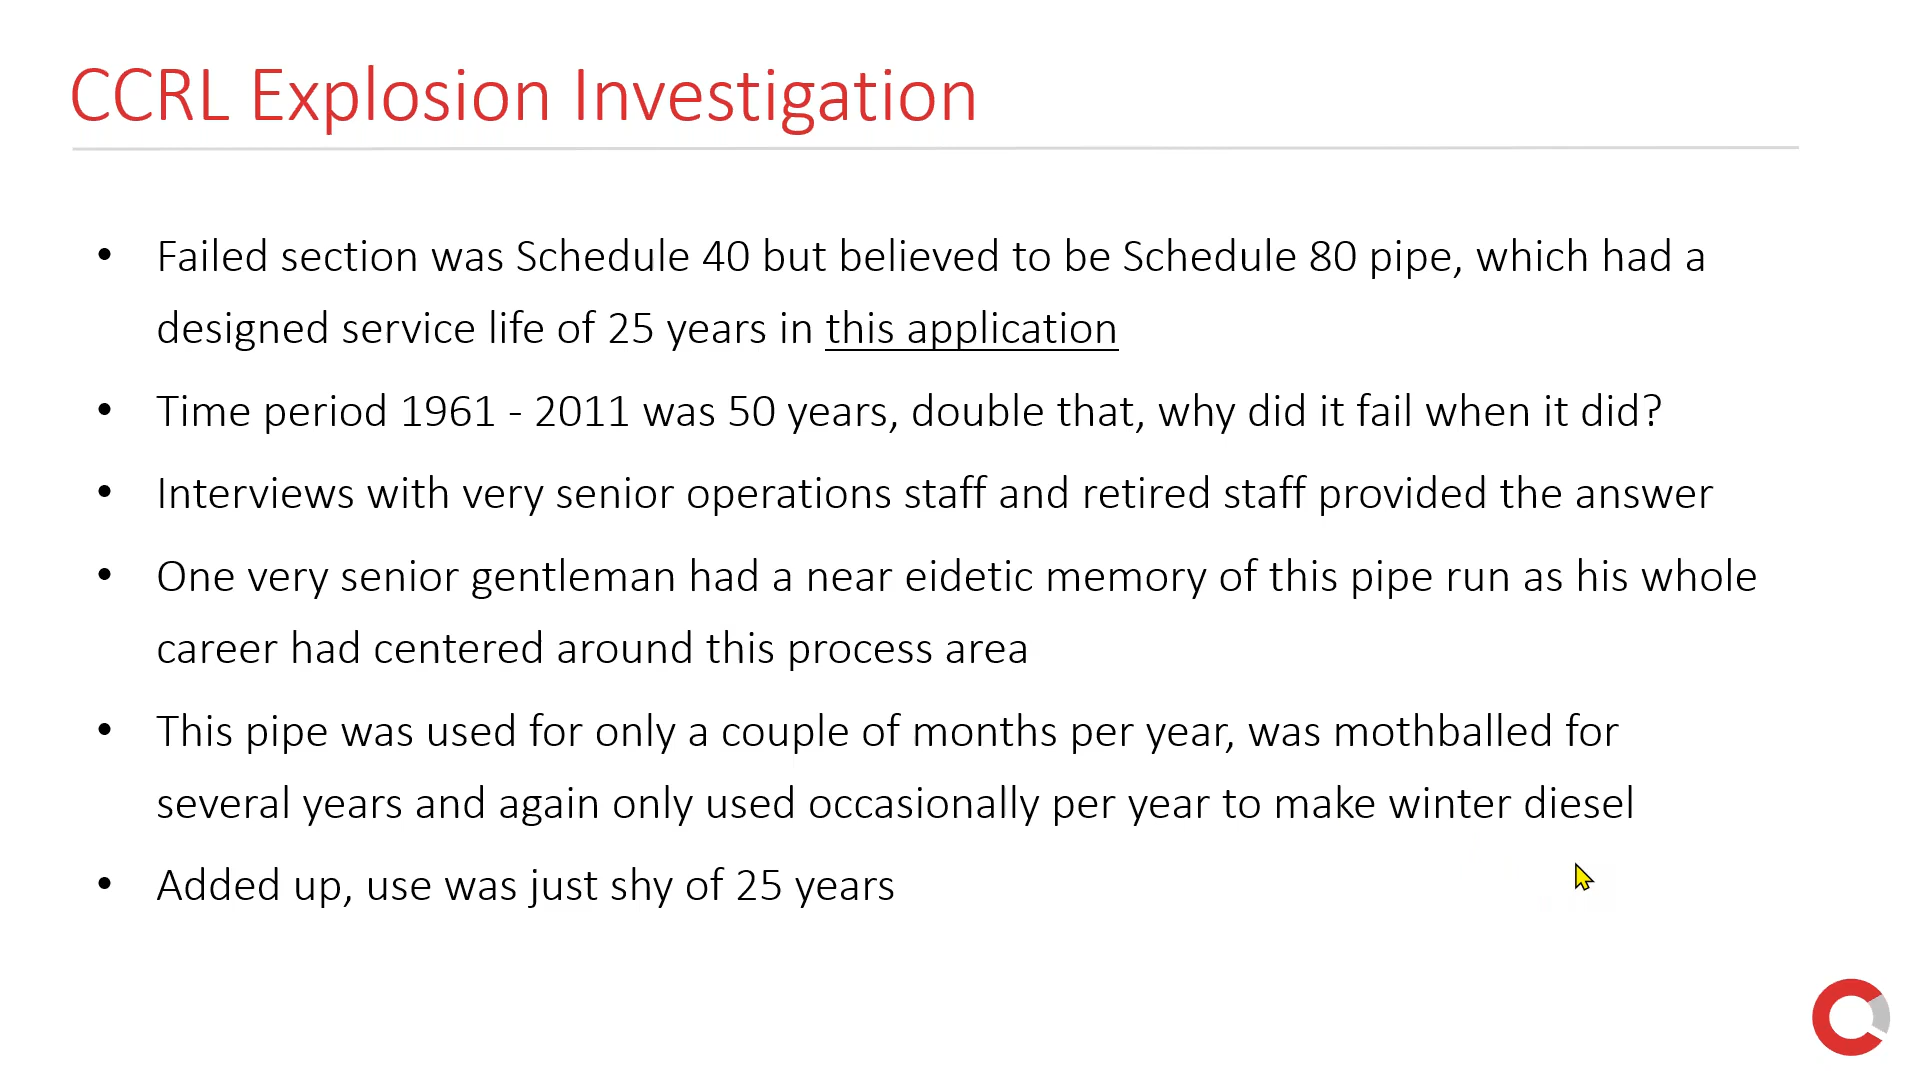 CCRL Explosion Investigation
• Failed section was Schedule 40 but believed to be Schedule 80 pipe, which had a
designed service life of 25 years in this application
• Time period 1961 - 2011 was 50 years, double that, why did it fail when it did?
• Interviews with very senior operations staff and retired staff provided the answer
• One very senior gentleman had a near eidetic memory of this pipe run as his whole
career had centered around this process area
• This pipe was used for only a couple of months per year, was mothballed for
several years and again only used occasionally per year to make winter diesel
• Added up, use was just shy of 25 years